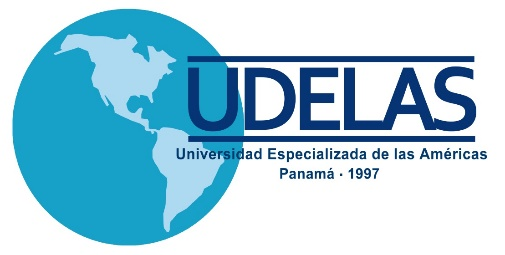 UDELAS
Universidad Especializada de las Américas
Panamá · 1997